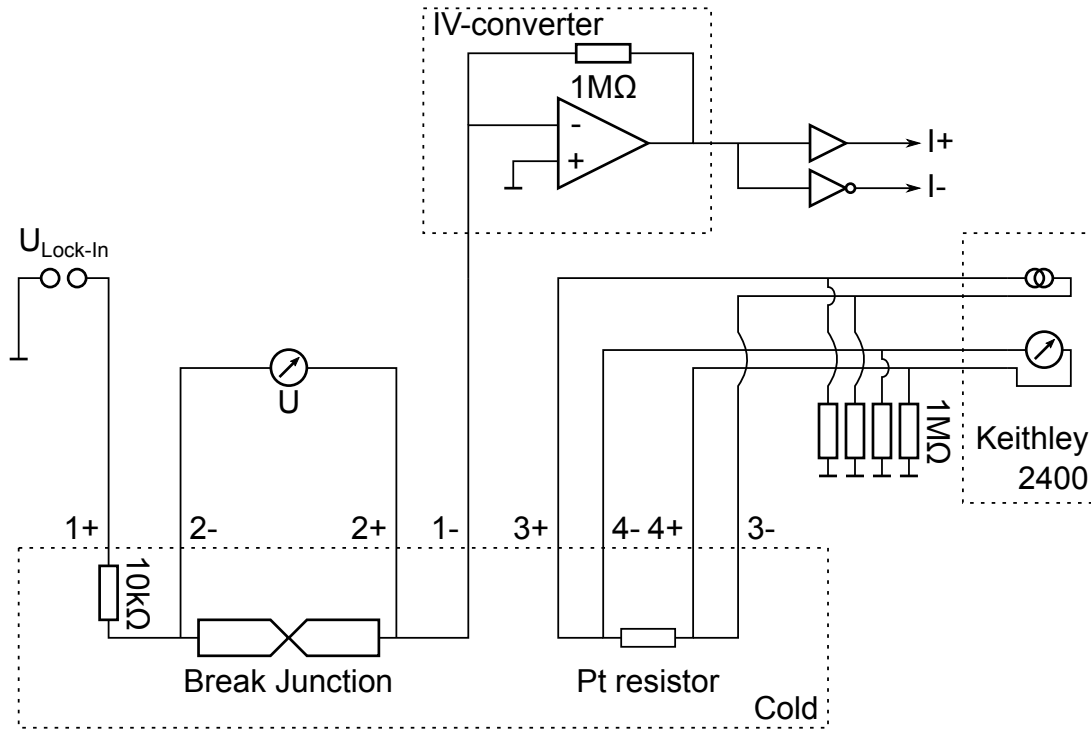 IV-converter
1MΩ
-
+
I+
I-
U Lock-In
U
1MΩ
Keithley
2400
1+
2-
2+
1-
3+
4-
4+
3-
10kΩ
Break Junction
Pt resistor
Cold